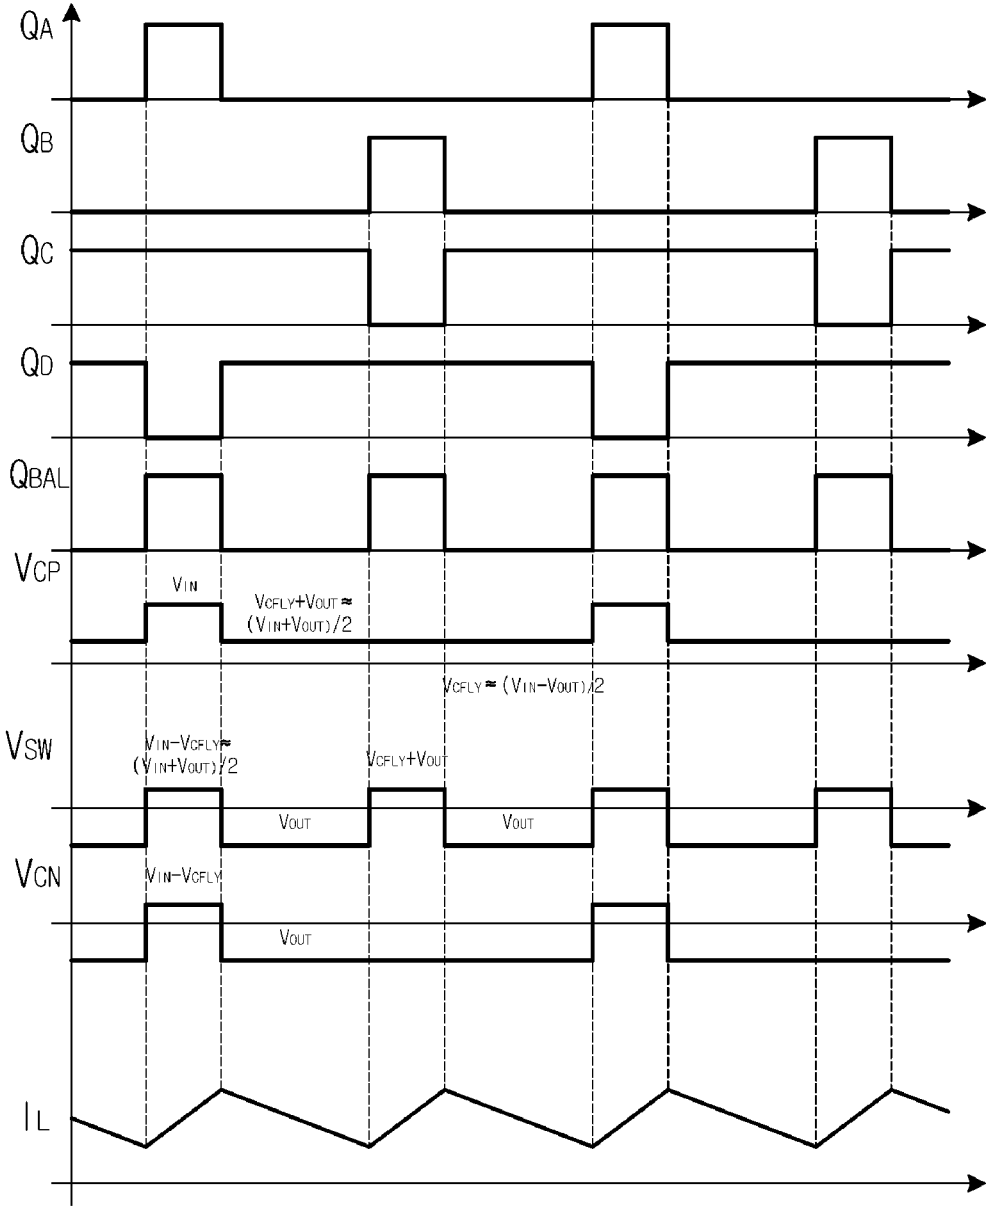 QA
QB
QC
QD
QBAL
VCP
VIN
VCFLY+VOUT≈
(VIN+VOUT)/2
VCFLY≈(VIN−VOUT)/2
VSW
VIN−VCFLY≈
(VIN+VOUT)/2
VCFLY+VOUT
VOUT
VOUT
VCN
VIN−VCFLY
VOUT
IL